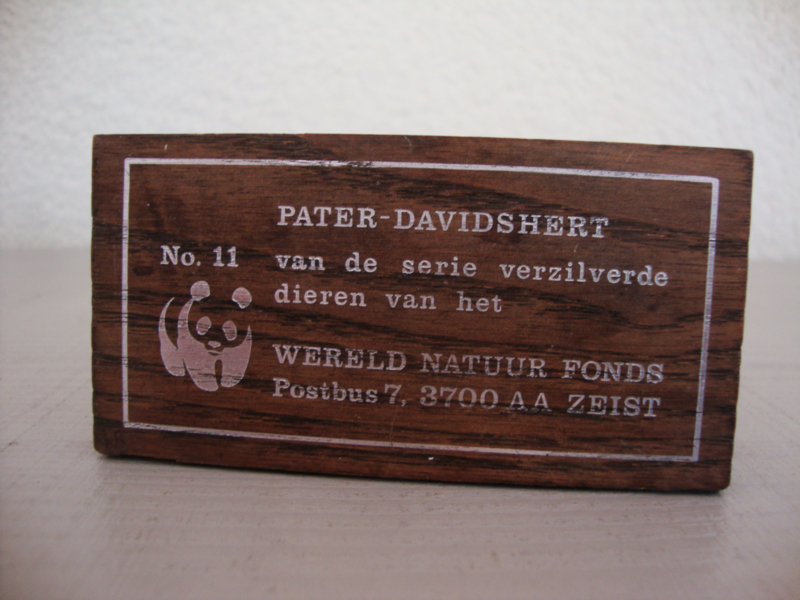 PATER-DAVIDSHERT
No. 11 van de serie verzilverde
dieren van het
WERELD NATUUR FONDS
Postbus 7, 3700 AA ZEIST